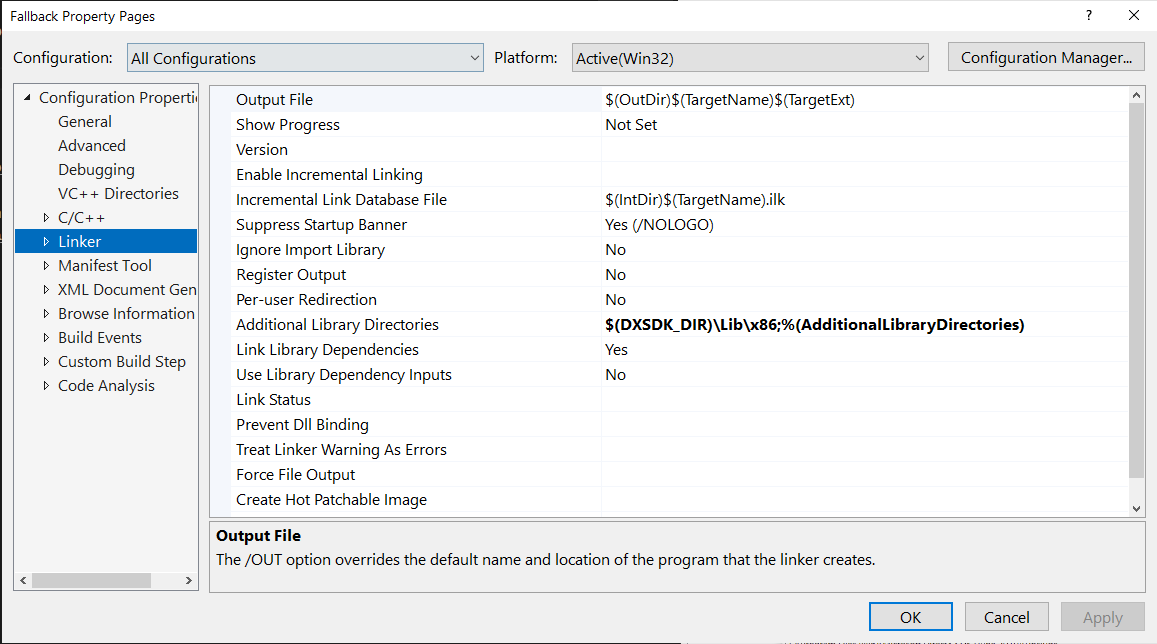 Fallback Property Pages
? 
Configuration: All Configurations Platform: Active(Win32) Configuration Manager...
Configuration Properti
General
Advanced
Debugging
VC++ Directories
C/C++
Linker
Manifest Tool
XML Document Gen
Browse Information
Build Events
Custom Build Step
Code Analysis
Output File $(OutDir)$(TargetName)$(TargetExt)
Show Progress Not Set
Version
Enable Incremental Linking
Incremental Link Database File $(IntDir)$(TargetName).ilk
Suppress Startup Banner Yes (/NOLOGO)
Ignore Import Library No
Register Output No
Per-user Redirection No
Additional Library Directories $(DXSDK_DIR)\Lib\x86;%(AdditionalLibraryDirectories)
Link Library Dependencies Yes
Use Library Dependency Inputs No
Link Status
Prevent Dll Binding
Treat Linker Warning As Errors
Force File Output
Create Hot Patchable Image
Output File
The /OUT option overrides the default name and location of the program that the linker creates.
OK Cancel Apply